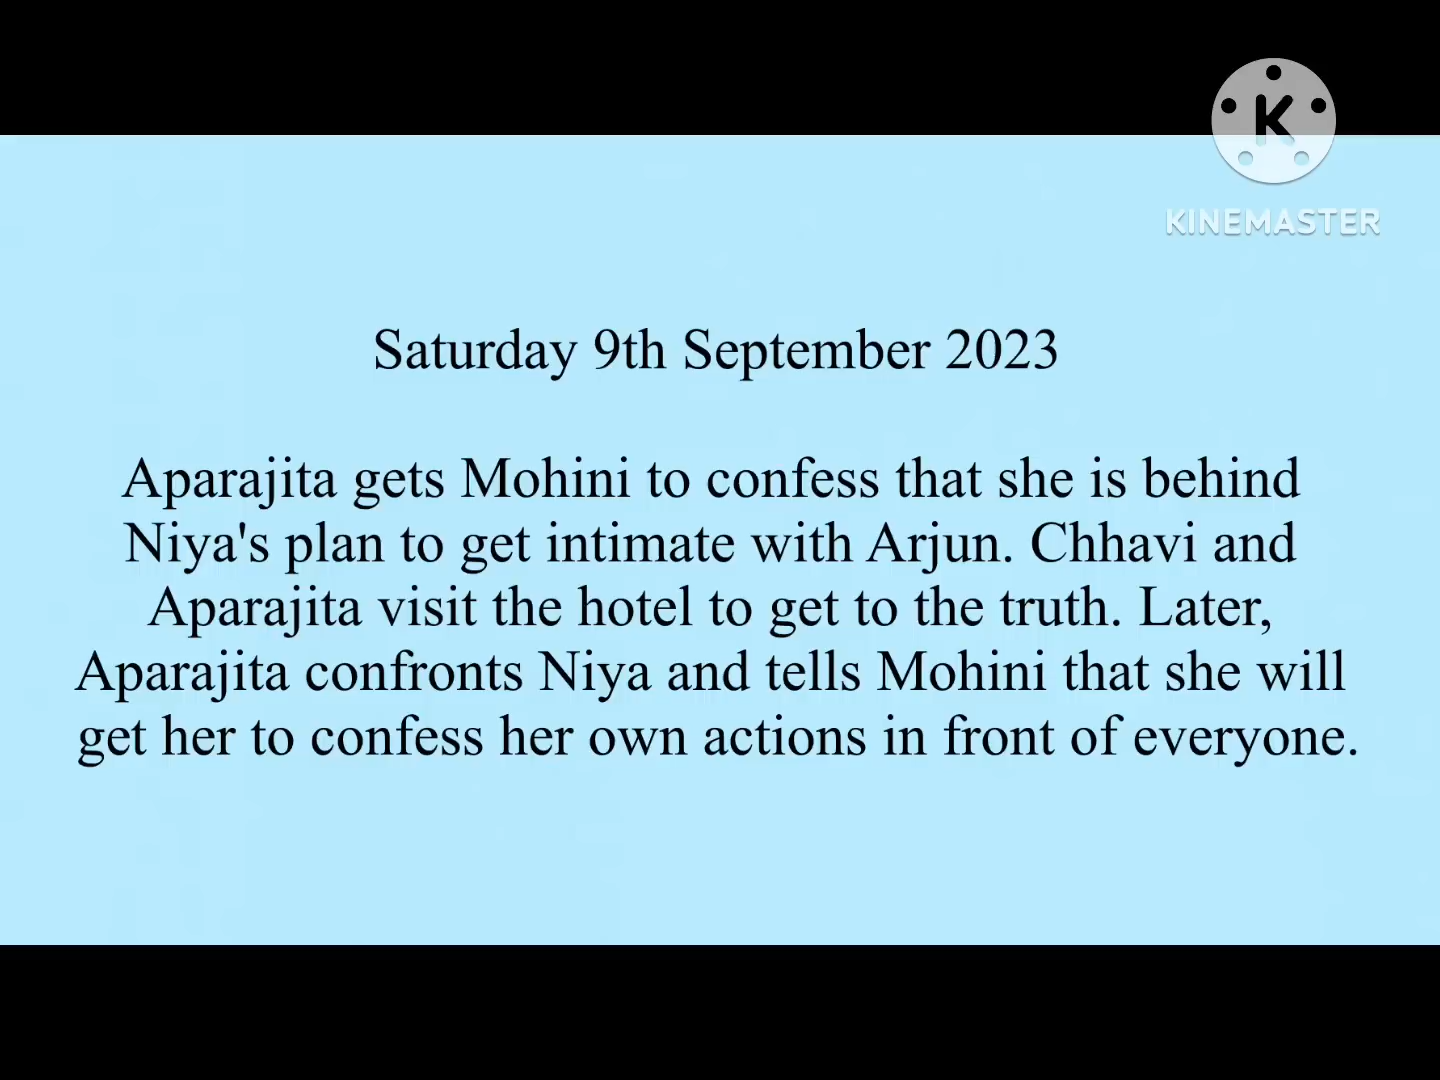 K
KINEMASTER
Saturday 9th September 2023
Aparajita gets Mohini to confess that she is behind
Niya's plan to get intimate with Arjun. Chhavi and
Aparajita visit the hotel to get to the truth. Later,
Aparajita confronts Niya and tells Mohini that she will
get her to confess her own actions in front of everyone.